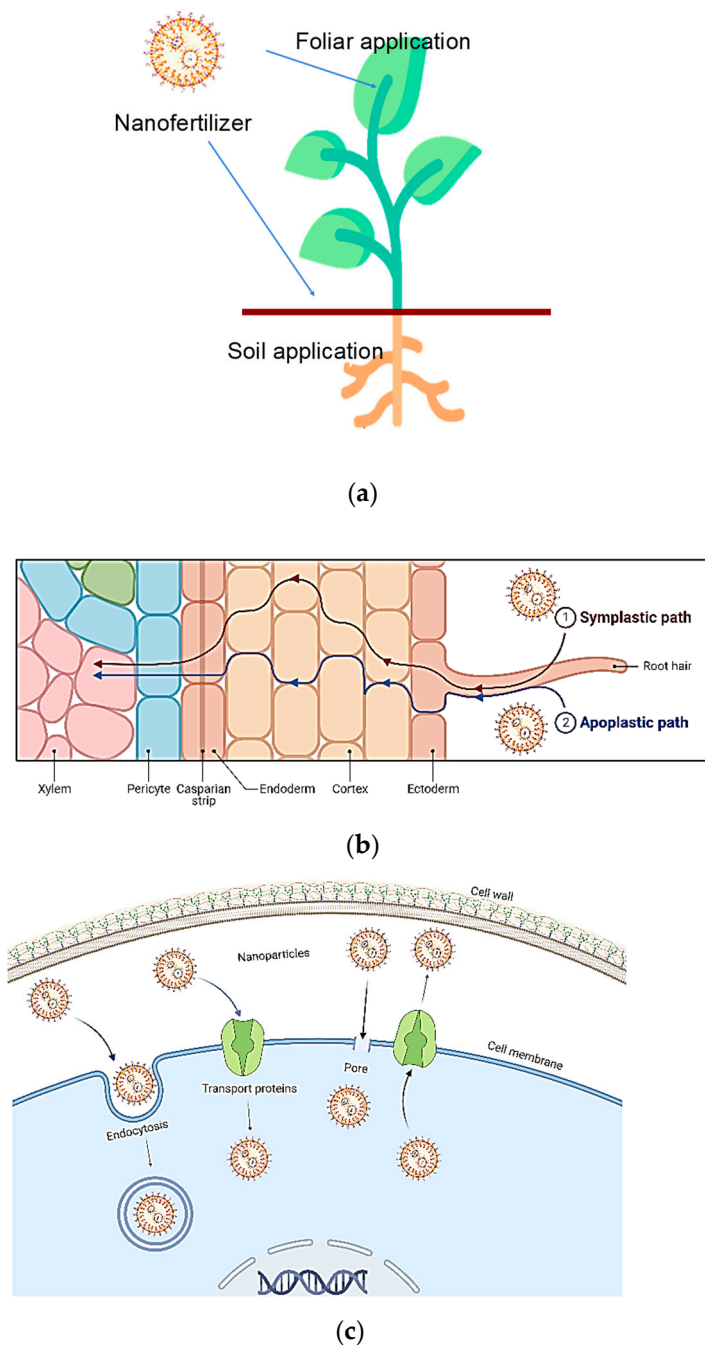 Foliar application
Nanofertilizer
Soil application
(a)
1 Symplastic path
Root hair
2 Apoplastic path
Xylem
Pericyte
Casparian
strip
Endoderm
Cortex
Ectoderm
(b)
Cell wall
Nanoparticles
Cell membrane
Pore
Transport proteins
Endocytosis
(c)